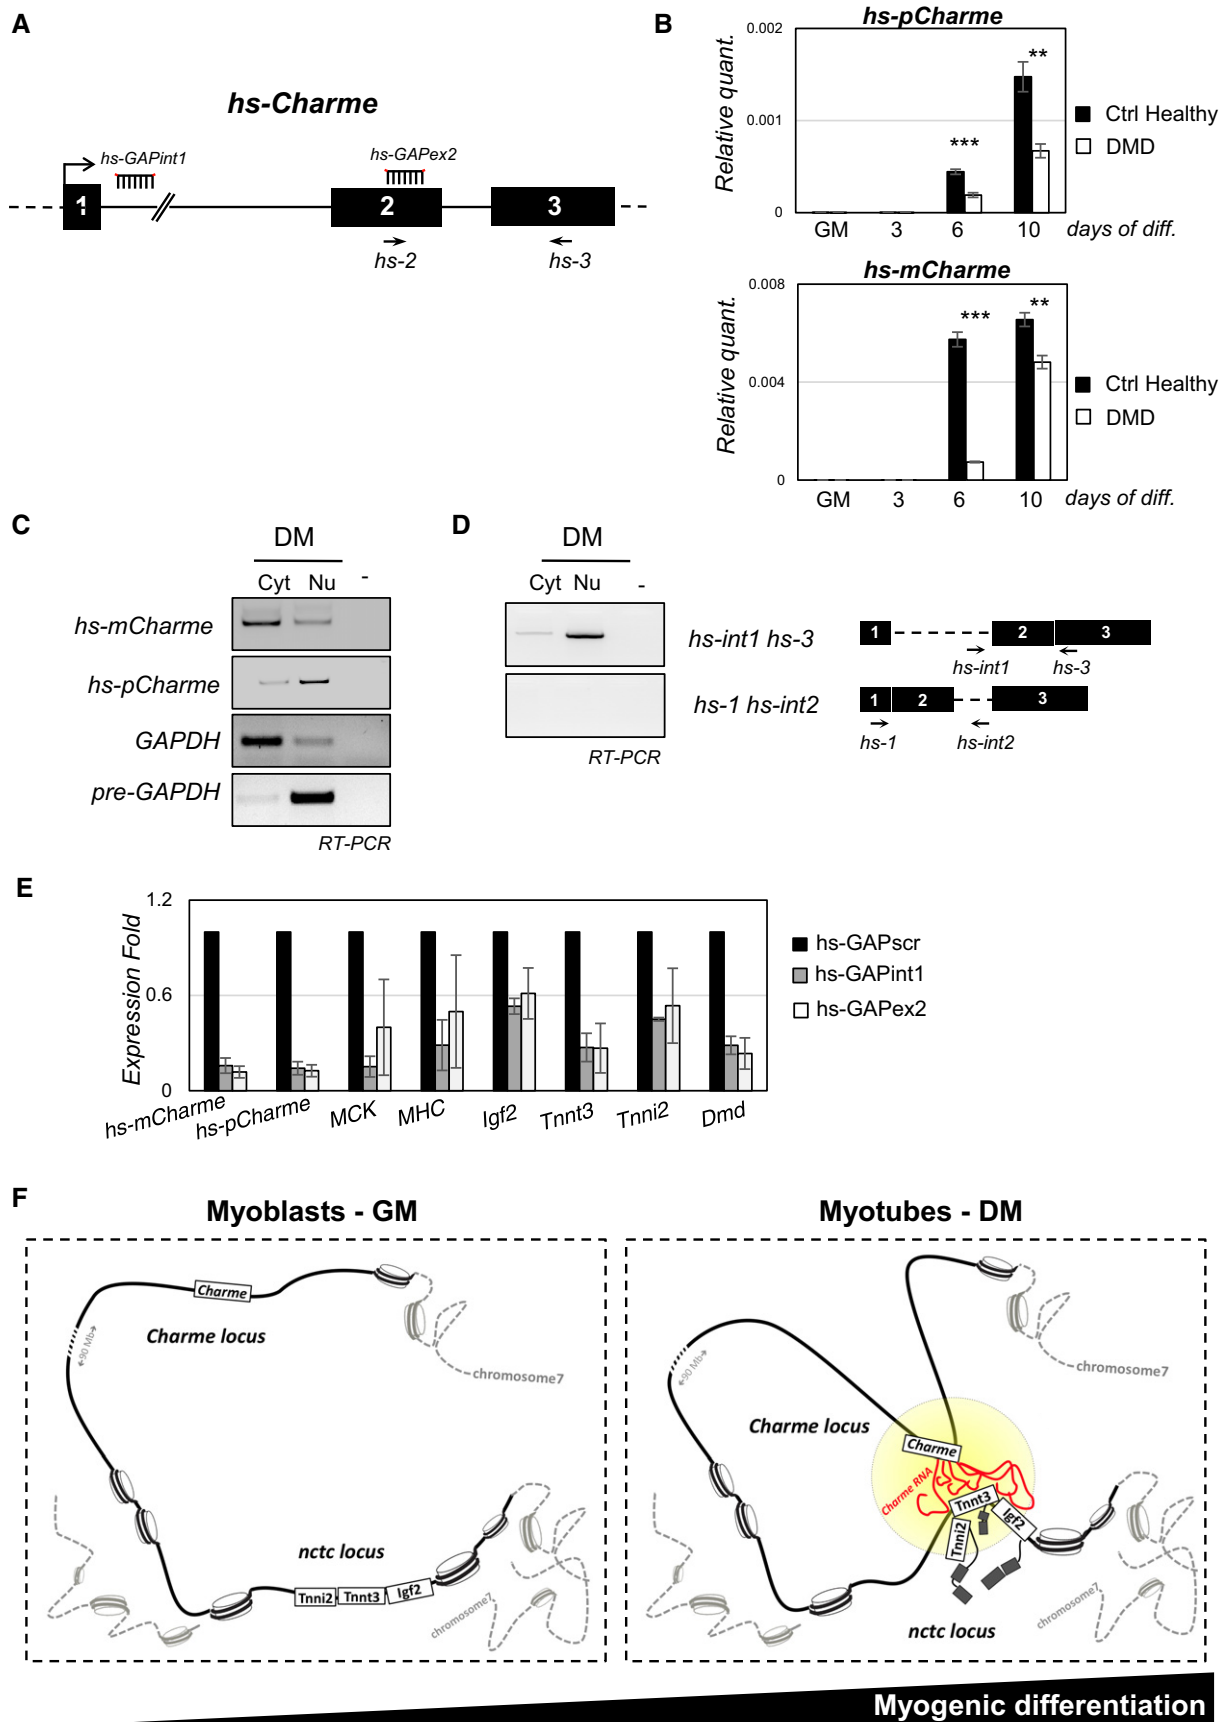 A
hs-Charme
hs-GAPint1
hs-GAPex2
1
2
3
hs-2
hs-3
B
hs-pCharme
Relative quant.
0.002
0.001
0
***
**
Ctrl Healthy
DMD
GM 3 6 10 days of diff.
hs-mCharme
Relative quant.
0.008
0.004
0
***
**
Ctrl Healthy
DMD
GM 3 6 10 days of diff.
C
DM
Cyt Nu -
hs-mCharme
hs-pCharme
GAPDH
pre-GAPDH
RT-PCR
D
DM
Cyt Nu -
hs-int1 hs-3
hs-1 hs-int2
RT-PCR
1 2 3
hs-int1 hs-3
1 2 3
hs-1 hs-int2
E
Expression Fold
1.2
0.6
0
hs-GAPscr
hs-GAPint1
hs-GAPex2
hs-mCharme
hs-pCharme
MCK
MHC
Igf2
Tnnt3
Tnni2
Dmd
F
Myoblasts - GM
Charme
Charme locus
90 Mb
chromosome7
nctc locus
Tnni2 Tnnt3 Igf2
chromosome7
Myotubes - DM
90 Mb
chromosome7
Charme locus
Charme
Charme RNA
Tnnt3
Tnni2
Igf2
chromosome7
nctc locus
Myogenic differentiation